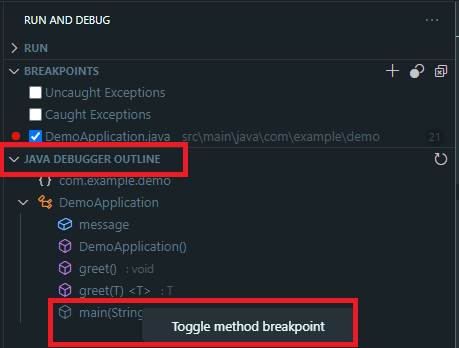 RUN AND DEBUG
RUN
BREAKPOINTS
Uncaught Exceptions
Caught Exceptions
DemoApplication.java src\main\java\com\example\demo 21
JAVA DEBUGGER OUTLINE
{ } com.example.demo
DemoApplication
message
DemoApplication()
greet() : void
greet(T) <T> : T
main(String
Toggle method breakpoint